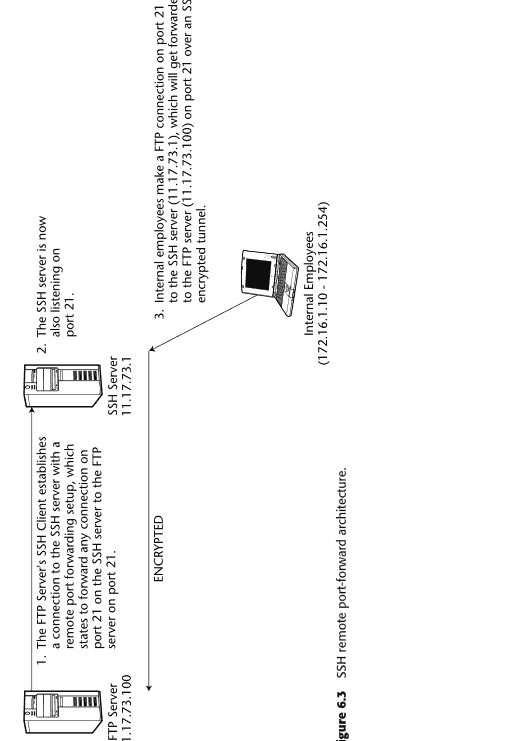 1. The FTP Server's SSH Client establishes
a connection to the SSH server with a
remote port forwarding setup, which
states to forward any connection on
port 21 on the SSH server to the FTP
server on port 21.
2. The SSH server is now
also listening on
port 21.
3. Internal employees make a FTP connection on port 21
to the SSH server (11.17.73.1), which will get forwarde
to the FTP server (11.17.73.100) on port 21 over an SS
encrypted tunnel.
FTP Server
1.17.73.100
SSH Server
11.17.73.1
ENCRYPTED
Internal Employees
(172.16.1.10 - 172.16.1.254)
igure 6.3 SSH remote port-forward architecture.